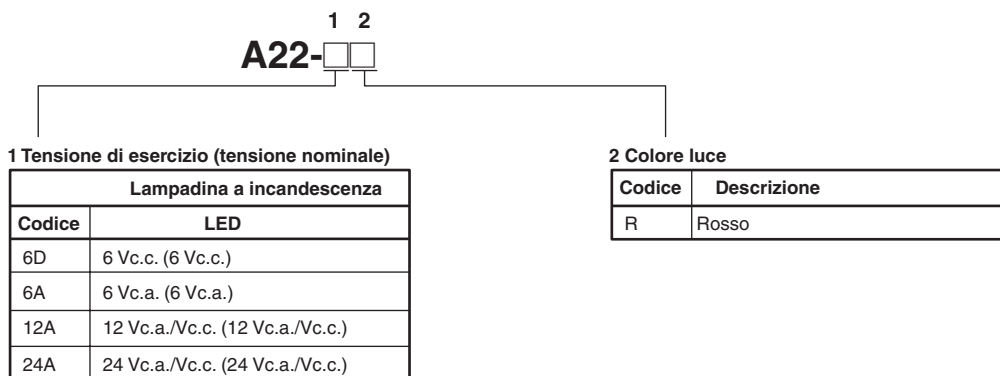 1 2
A22-
1 Tensione di esercizio (tensione nominale)
Lampadina a incandescenza
Codice LED
6D 6 Vc.c. (6 Vc.c.)
6A 6 Vc.a. (6 Vc.a.)
12A 12 Vc.a./Vc.c. (12 Vc.a./Vc.c.)
24A 24 Vc.a./Vc.c. (24 Vc.a./Vc.c.)
2 Colore luce
Codice Descrizione
R Rosso